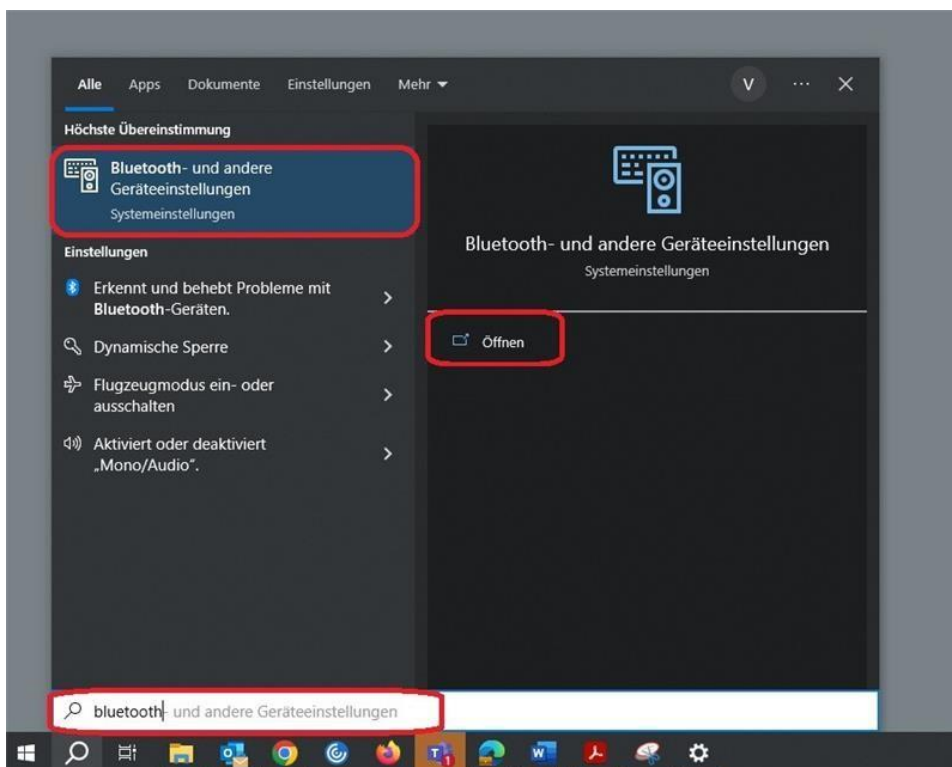 Alle Apps Dokumente Einstellungen Mehr V
Höchste Übereinstimmung
Bluetooth- und andere
Geräteeinstellungen
Systemeinstellungen
Einstellungen
Erkennt und behebt Probleme mit
Bluetooth-Geräten.
Dynamische Sperre
Flugzeugmodus ein- oder
ausschalten
Aktiviert oder deaktiviert
„Mono/Audio“.
Bluetooth- und andere Geräteeinstellungen
Systemeinstellungen
Öffnen
bluetooth- und andere Geräteeinstellungen